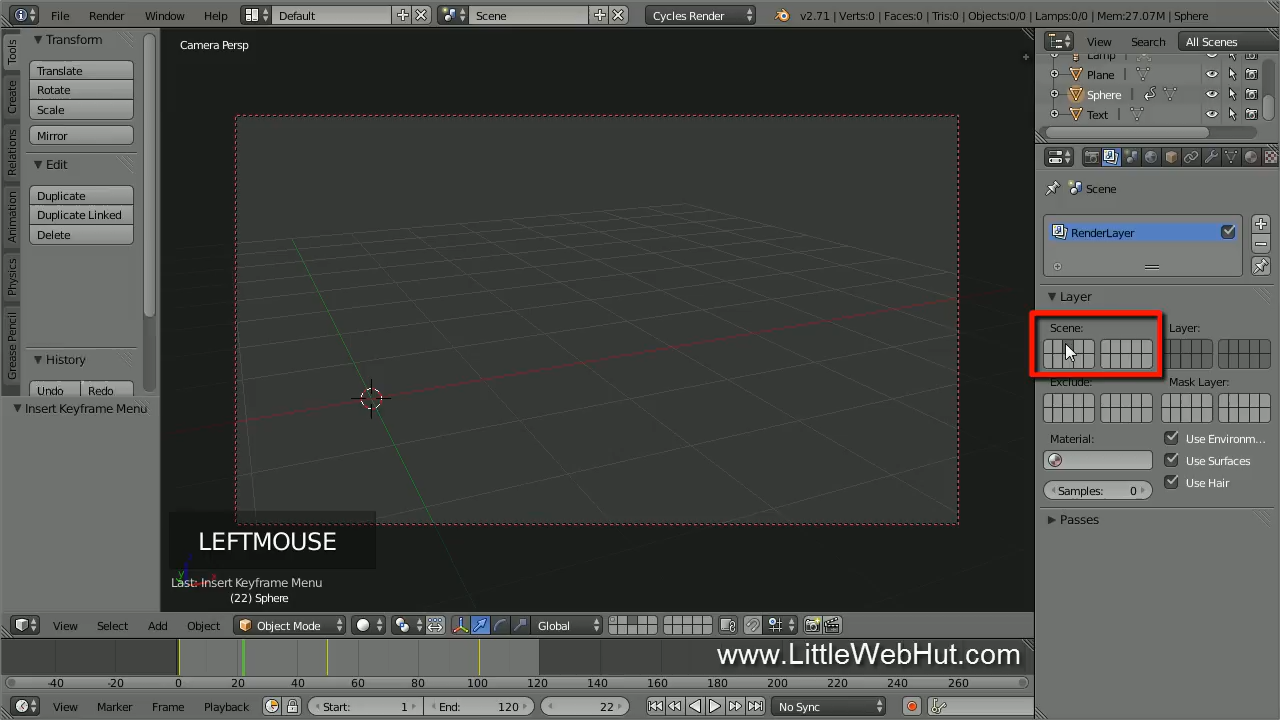 File Render Window Help Default Scene Cycles Render v2.71 | Verts:0 | Faces:0 | Tris:0 | Objects:0/0 | Lamps:0/0 | Mem:27.07M | Sphere
Tools
Create
Relations
Animation
Physics
Grease Pencil
Transform
Translate
Rotate
Scale
Mirror
Edit
Duplicate
Duplicate Linked
Delete
History
Undo Redo
Insert Keyframe Menu
Camera Persp
LEFTMOUSE
Last: Insert Keyframe Menu
(22) Sphere
View Select Add Object Object Mode Global
www.LittleWebHut.com
-40 -20 0 20 40 60 80 100 120 140 160 180 200 220 240 260
View Marker Frame Playback Start: 1 End: 120 22 No Sync
View Search All Scenes
Lamp
Plane
Sphere
Text
Scene
RenderLayer
Layer
Scene: Layer:
Exclude: Mask Layer:
Material: Use Environm...
Use Surfaces
Samples: 0 Use Hair
Passes